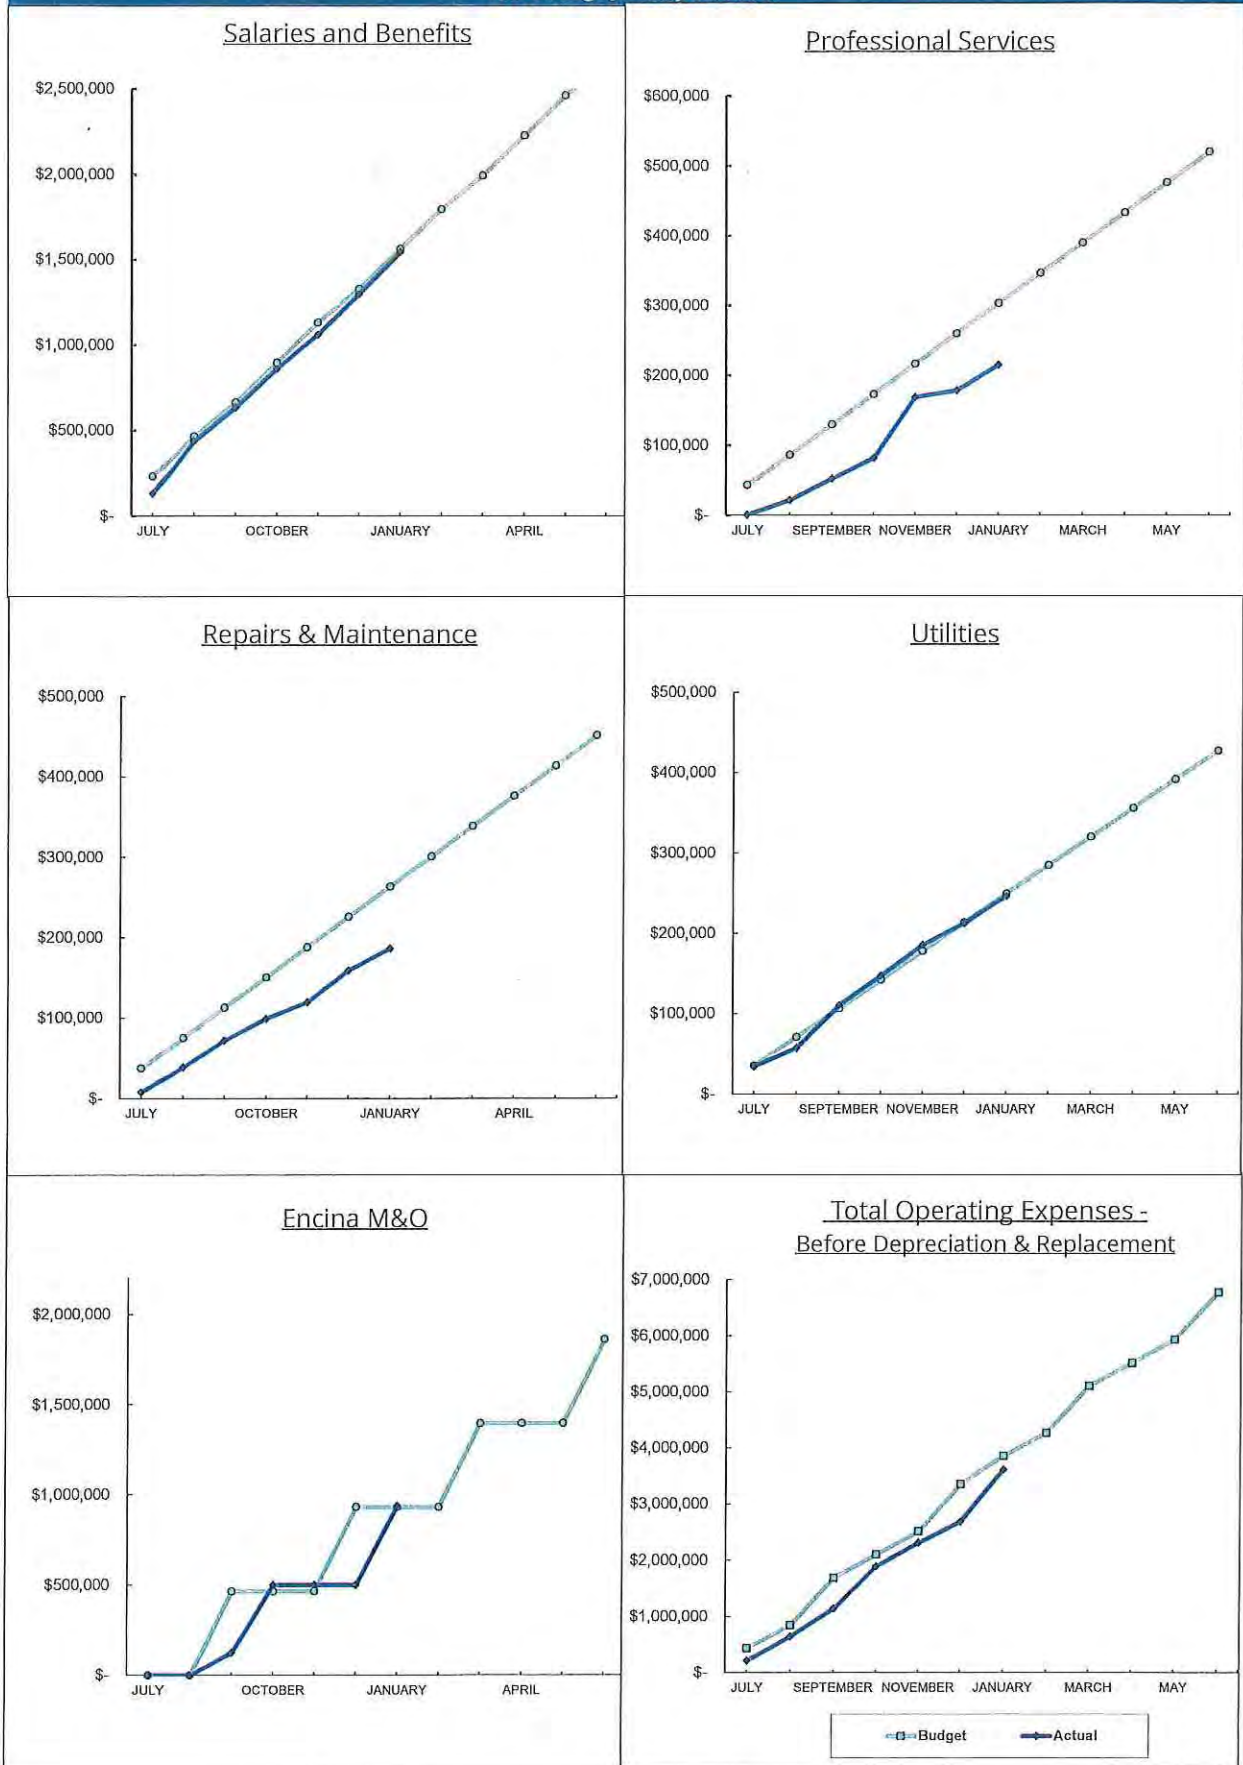 Salaries and Benefits
$2,500,000
$2,000,000
$1,500,000
$1,000,000
$500,000
$-
JULY OCTOBER JANUARY APRIL
Professional Services
$600,000
$500,000
$400,000
$300,000
$200,000
$100,000
$-
JULY SEPTEMBER NOVEMBER JANUARY MARCH MAY
Repairs & Maintenance
$500,000
$400,000
$300,000
$200,000
$100,000
$-
JULY OCTOBER JANUARY APRIL
Utilities
$500,000
$400,000
$300,000
$200,000
$100,000
$-
JULY SEPTEMBER NOVEMBER JANUARY MARCH MAY
Encina M&O
$2,000,000
$1,500,000
$1,000,000
$500,000
$-
JULY OCTOBER JANUARY APRIL
Total Operating Expenses -
Before Depreciation & Replacement
$7,000,000
$6,000,000
$5,000,000
$4,000,000
$3,000,000
$2,000,000
$1,000,000
$-
JULY SEPTEMBER NOVEMBER JANUARY MARCH MAY
Budget Actual